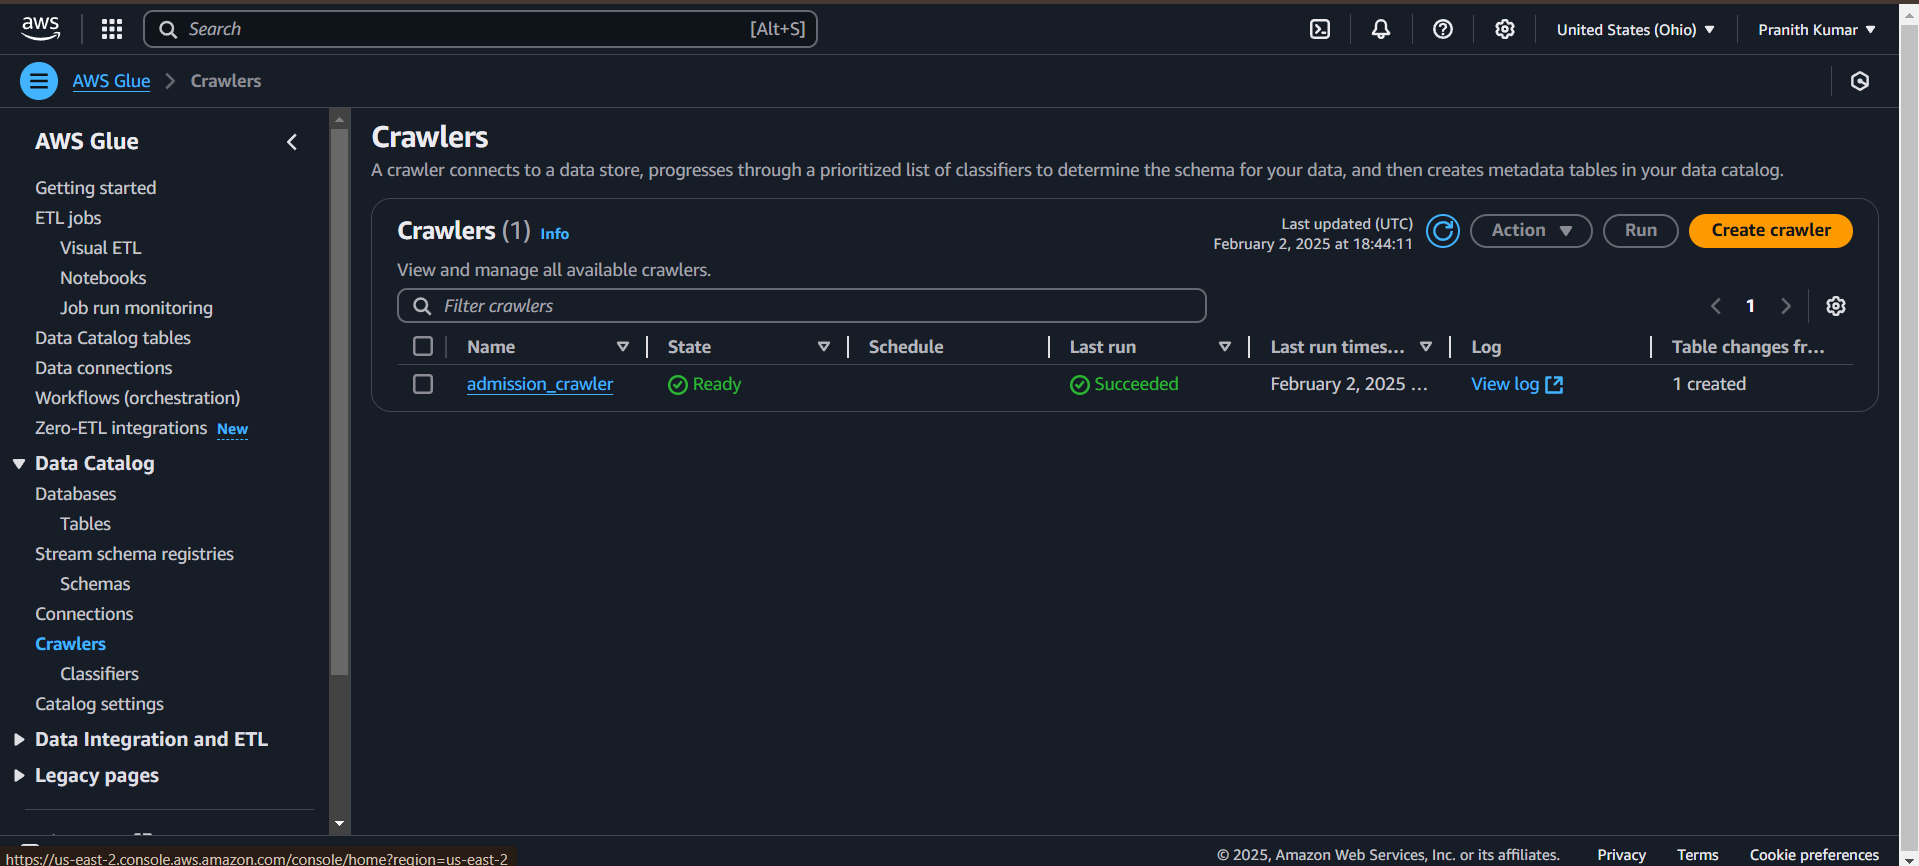 aws
Search [Alt+S]
United States (Ohio)
Pranith Kumar
AWS Glue
Crawlers
AWS Glue
Getting started
ETL jobs
Visual ETL
Notebooks
Job run monitoring
Data Catalog tables
Data connections
Workflows (orchestration)
Zero-ETL integrations New
Data Catalog
Databases
Tables
Stream schema registries
Schemas
Connections
Crawlers
Classifiers
Catalog settings
Data Integration and ETL
Legacy pages
Crawlers
A crawler connects to a data store, progresses through a prioritized list of classifiers to determine the schema for your data, and then creates metadata tables in your data catalog.
Crawlers (1) Info
Last updated (UTC)
February 2, 2025 at 18:44:11
Action
Run
Create crawler
View and manage all available crawlers.
Filter crawlers
1
Name State Schedule Last run Last run times... Log Table changes fr...
admission_crawler Ready Succeeded February 2, 2025 ... View log 1 created
https://us-east-2.console.aws.amazon.com/console/home?region=us-east-2
© 2025, Amazon Web Services, Inc. or its affiliates. Privacy Terms Cookie preferences